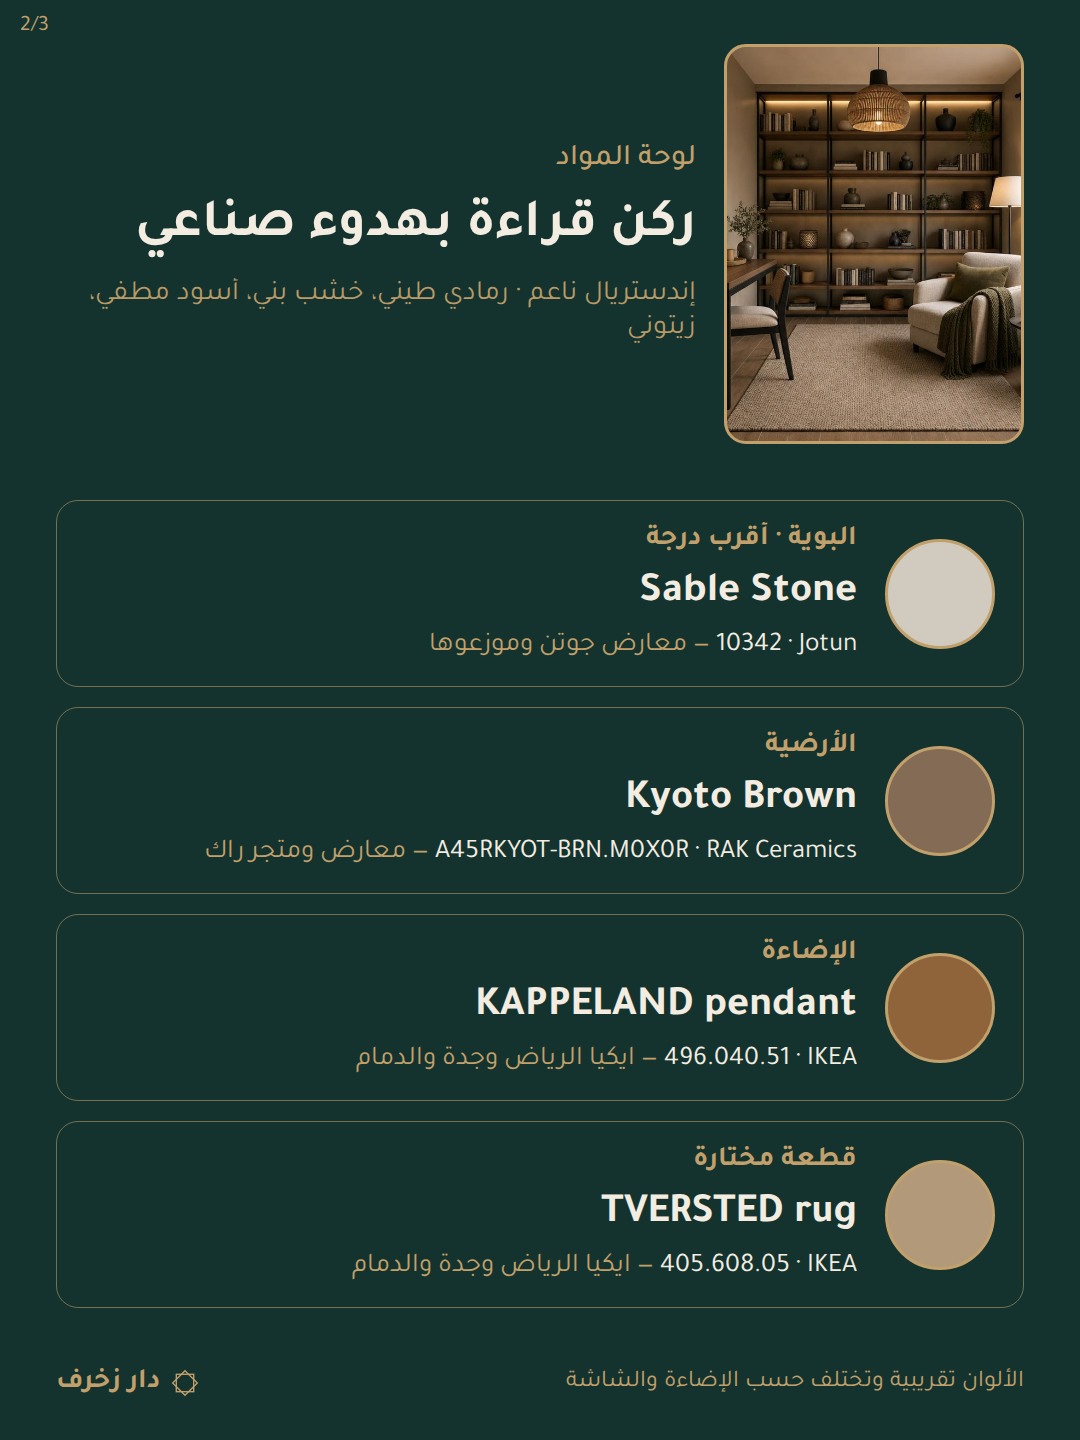 2/3
لوحة المواد
ركن قراءة بهدوء صناعي
إندستريال ناعم · رمادي طيني، خشب بني، أسود مطفي،
زيتوني
البوية · أقرب درجة
Sable Stone
Jotun · 10342 – معارض جوتن وموزعوها
الأرضية
Kyoto Brown
RAK Ceramics · A45RKYOT-BRN.M0X0R – معارض ومتجر راك
الإضاءة
KAPPELAND pendant
IKEA · 496.040.51 – ايكيا الرياض وجدة والدمام
قطعة مختارة
TVERSTED rug
IKEA · 405.608.05 – ايكيا الرياض وجدة والدمام
الألوان تقريبية وتختلف حسب الإضاءة والشاشة
دار زخرف